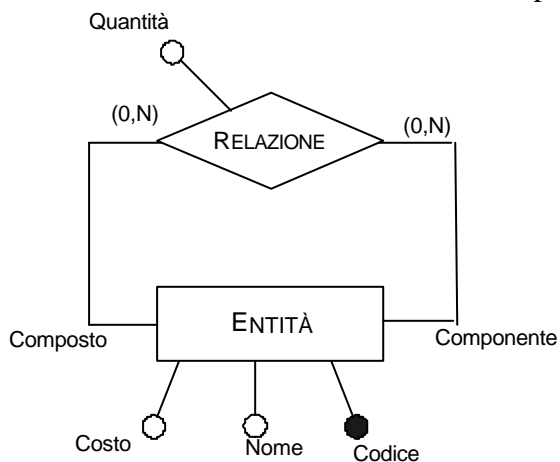 Quantità
(0,N)
RELAZIONE
(0,N)
ENTITÀ
Composto
Componente
Costo
Nome
Codice